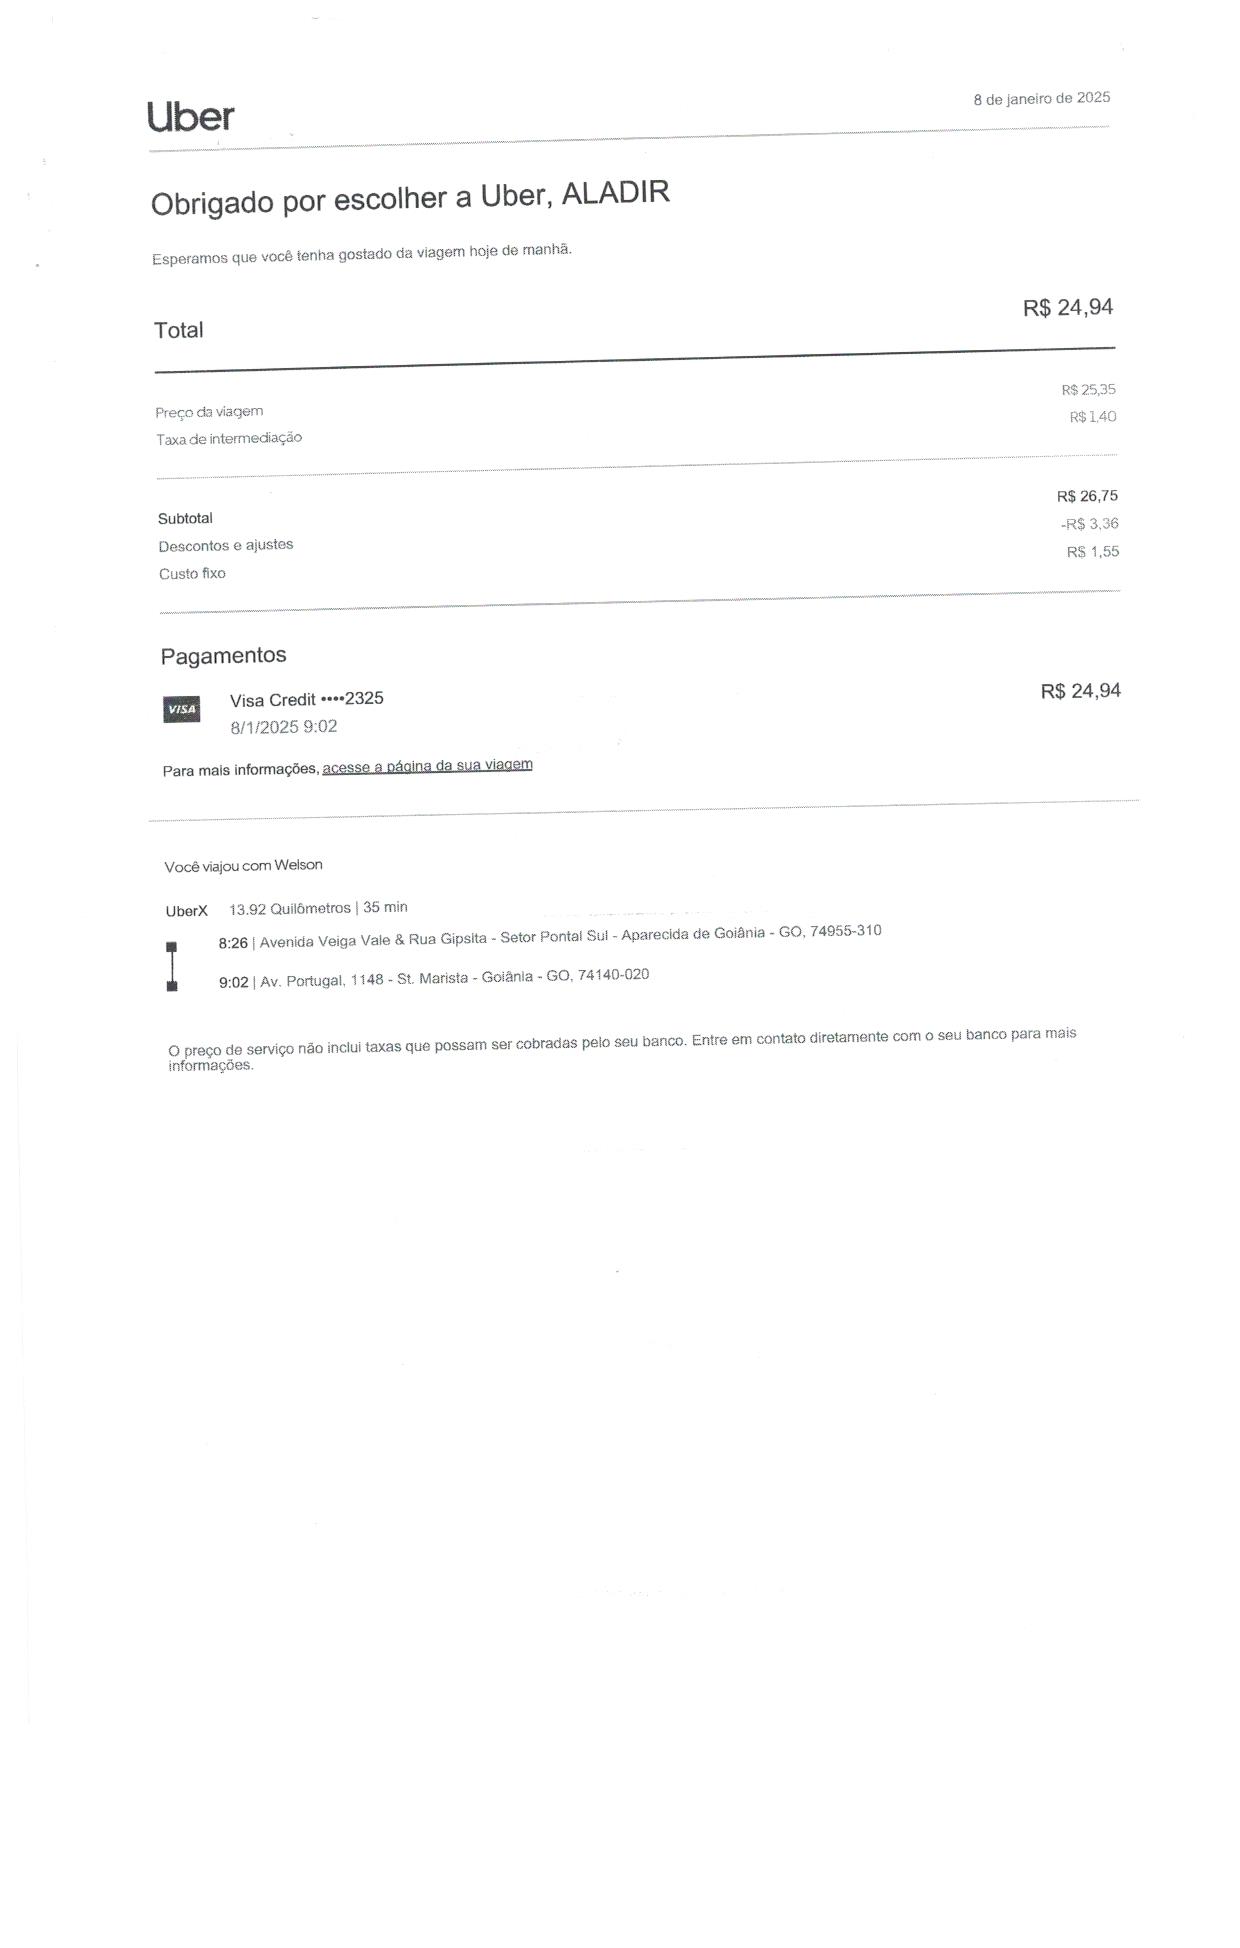 Uber
8 de janeiro de 2025
Obrigado por escolher a Uber, ALADIR
Esperamos que você tenha gostado da viagem hoje de manhã.
Total R$ 24,94
Preço da viagem R$ 25,35
Taxa de intermediação R$ 1,40
Subtotal R$ 26,75
Descontos e ajustes -R$ 3,36
Custo fixo R$ 1,55
Pagamentos
VISA Visa Credit ••••2325 R$ 24,94
8/1/2025 9:02
Para mais informações, acesse a página da sua viagem
Você viajou com Welson
UberX 13.92 Quilômetros | 35 min
8:26 | Avenida Veiga Vale & Rua Gipsita - Setor Pontal Sul - Aparecida de Goiânia - GO, 74955-310
9:02 | Av. Portugal, 1148 - St. Marista - Goiânia - GO, 74140-020
O preço de serviço não inclui taxas que possam ser cobradas pelo seu banco. Entre em contato diretamente com o seu banco para mais
informações.